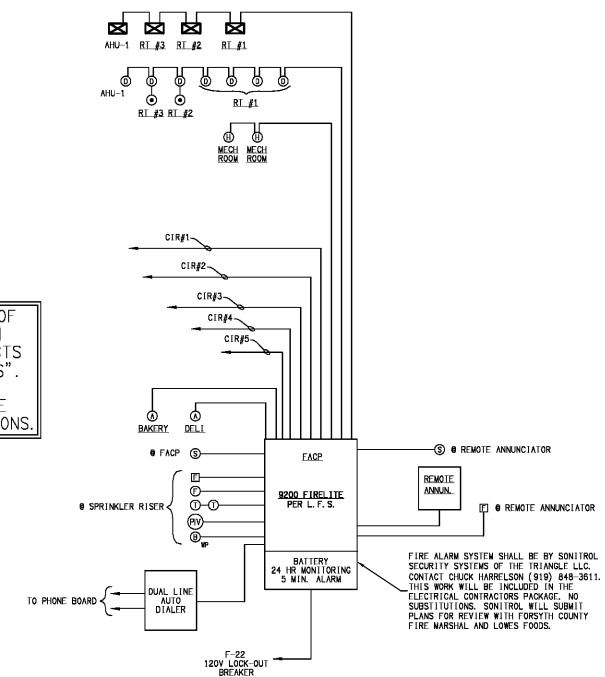 AHU-1 RT #3 RT #2 RT #1
D D D D D D D
AHU-1
RT #3 RT #2
RT #1
H H
MECH ROOM
MECH ROOM
CIR#1
CIR#2
CIR#3
CIR#4
CIR#5
OF
CTS
S".
E
ONS.
A A
BAKERY DELI
@ FACP S
FACP
S @ REMOTE ANNUNCIATOR
REMOTE
ANNUN.
F
F
9200 FIRELITE
PER L.F.S.
@ SPRINKLER RISER
T T
F @ REMOTE ANNUNCIATOR
PIV
B WP
BATTERY
24 HR MONITORING
5 MIN. ALARM
FIRE ALARM SYSTEM SHALL BE BY SONITROL
SECURITY SYSTEMS OF THE TRIANGLE LLC.
CONTACT CHUCK HARRELSON (919) 848-3611.
THIS WORK WILL BE INCLUDED IN THE
ELECTRICAL CONTRACTORS PACKAGE. NO
SUBSTITUTIONS. SONITROL WILL SUBMIT
PLANS FOR REVIEW WITH FORSYTH COUNTY
FIRE MARSHAL AND LOWES FOODS.
DUAL LINE
AUTO
DIALER
TO PHONE BOARD
F-22
120V LOCK-OUT
BREAKER